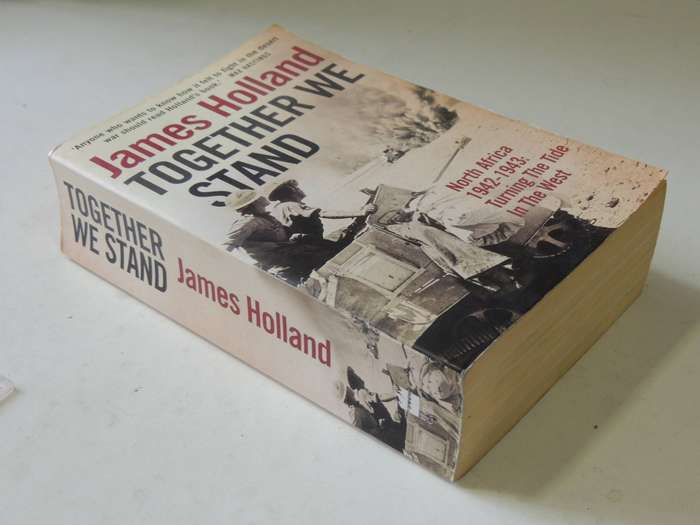 'Anyone who wants to know how it felt to fight in the desert
war should read Holland's book.' MAX HASTINGS
James Holland
TOGETHER WE
STAND
North Africa
1942-1943:
Turning The Tide
In The West
TOGETHER
WE STAND
James Holland